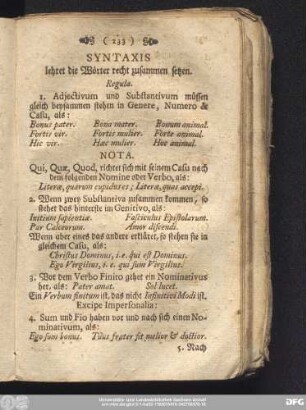 ( 233 )
SYNTAXIS
lehret die Wörter recht zusammen setzen.
Regula.
1. Adjectivum und Substantivum müssen
gleich beysammen stehen in Genere, Numero &
Casu, als:
Bonus pater. Bona mater. Bonum animal.
Fortis vir. Fortis mulier. Forte animal.
Hic vir. Hæc mulier. Hoc animal.
NOTA.
Qui, Quæ, Quod, richtet sich mit seinem Casu nach
dem folgenden Nomine oder Verbo, als:
Literæ, quarum cupidus es; Literæ, quas accepi.
2. Wenn zwey Substantiva zusammen kommen, so
stehet das hinterste im Genitivo, als:
Initium sapientiæ. Fasciculus Epistolarum.
Par Calceorum. Amor discendi.
Wenn aber eines das andere erkläret, so stehen sie in
gleichem Casu, als:
Christus Dominus, i.e. qui est Dominus.
Ego Virgilius, i. e. qui sum Virgilius.
3. Vor dem Verbo Finito gehet ein Nominativus
her. als: Pater amat. Sol lucet.
Ein Verbum finitum ist, das nicht Infinitivi Modi ist.
Excipe Impersonalia:
4. Sum und Fio haben vor und nach sich einen No-
minativum, als:
Ego sum bonus. Titus frater fit melior & doctior.
5. Nach